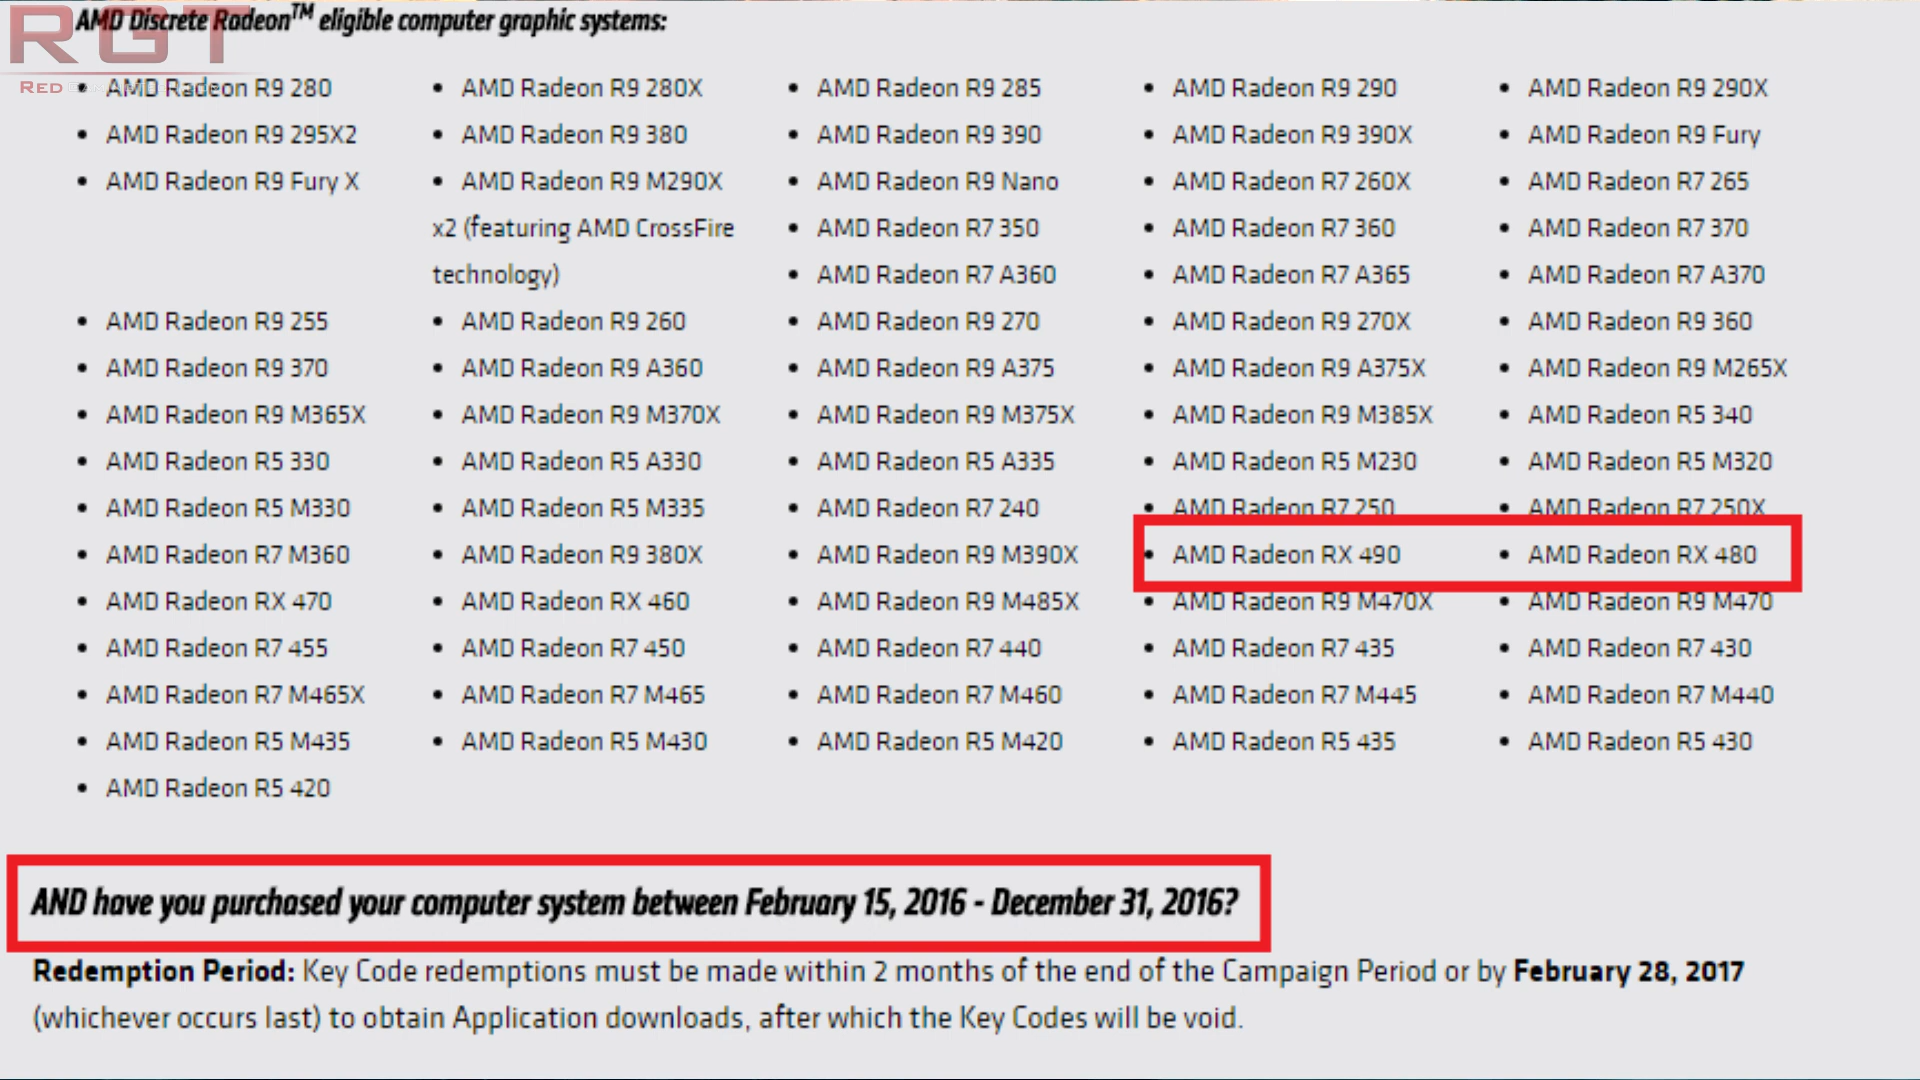 RGT
RED
AMD Discrete Radeon™ eligible computer graphic systems:
• AMD Radeon R9 280 • AMD Radeon R9 280X • AMD Radeon R9 285 • AMD Radeon R9 290 • AMD Radeon R9 290X
• AMD Radeon R9 295X2 • AMD Radeon R9 380 • AMD Radeon R9 390 • AMD Radeon R9 390X • AMD Radeon R9 Fury
• AMD Radeon R9 Fury X • AMD Radeon R9 M290X • AMD Radeon R9 Nano • AMD Radeon R7 260X • AMD Radeon R7 265
x2 (featuring AMD CrossFire • AMD Radeon R7 350 • AMD Radeon R7 360 • AMD Radeon R7 370
technology) • AMD Radeon R7 A360 • AMD Radeon R7 A365 • AMD Radeon R7 A370
• AMD Radeon R9 255 • AMD Radeon R9 260 • AMD Radeon R9 270 • AMD Radeon R9 270X • AMD Radeon R9 360
• AMD Radeon R9 370 • AMD Radeon R9 A360 • AMD Radeon R9 A375 • AMD Radeon R9 A375X • AMD Radeon R9 M265X
• AMD Radeon R9 M365X • AMD Radeon R9 M370X • AMD Radeon R9 M375X • AMD Radeon R9 M385X • AMD Radeon R5 340
• AMD Radeon R5 330 • AMD Radeon R5 A330 • AMD Radeon R5 A335 • AMD Radeon R5 M230 • AMD Radeon R5 M320
• AMD Radeon R5 M330 • AMD Radeon R5 M335 • AMD Radeon R7 240 • AMD Radeon R7 250 • AMD Radeon R7 250X
• AMD Radeon R7 M360 • AMD Radeon R9 380X • AMD Radeon R9 M390X • AMD Radeon RX 490 • AMD Radeon RX 480
• AMD Radeon RX 470 • AMD Radeon RX 460 • AMD Radeon R9 M485X • AMD Radeon R9 M470X • AMD Radeon R9 M470
• AMD Radeon R7 455 • AMD Radeon R7 450 • AMD Radeon R7 440 • AMD Radeon R7 435 • AMD Radeon R7 430
• AMD Radeon R7 M465X • AMD Radeon R7 M465 • AMD Radeon R7 M460 • AMD Radeon R7 M445 • AMD Radeon R7 M440
• AMD Radeon R5 M435 • AMD Radeon R5 M430 • AMD Radeon R5 M420 • AMD Radeon R5 435 • AMD Radeon R5 430
• AMD Radeon R5 420
AND have you purchased your computer system between February 15, 2016 - December 31, 2016?
Redemption Period: Key Code redemptions must be made within 2 months of the end of the Campaign Period or by February 28, 2017
(whichever occurs last) to obtain Application downloads, after which the Key Codes will be void.